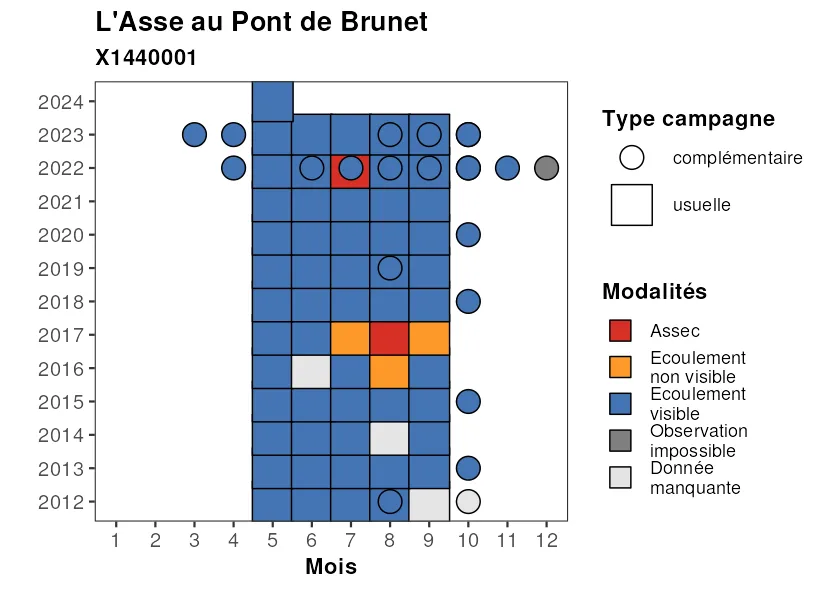 L'Asse au Pont de Brunet
X1440001
2024
2023
2022
2021
2020
2019
2018
2017
2016
2015
2014
2013
2012
1 2 3 4 5 6 7 8 9 10 11 12
Mois
Type campagne
complémentaire
usuelle
Modalités
Assec
Ecoulement
non visible
Ecoulement
visible
Observation
impossible
Donnée
manquante